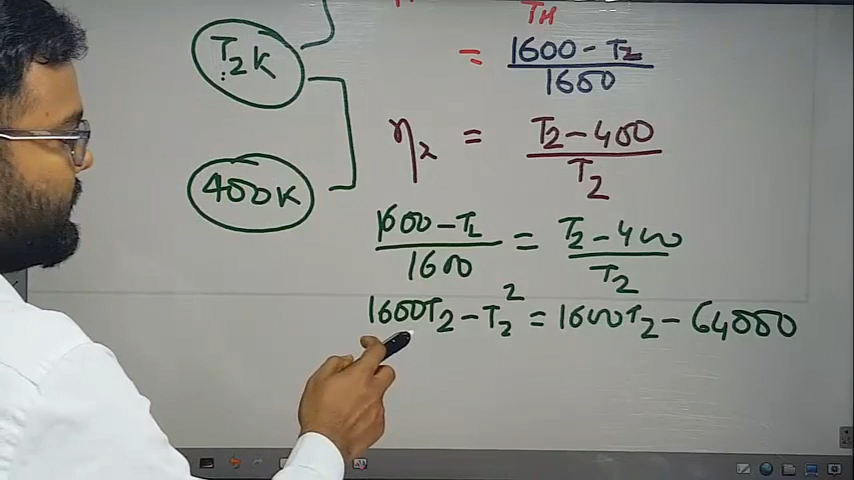 TH
T₂K
= 1600 - T₂ / 1600
η₂ = T₂ - 400 / T₂
400K
1600 - T₂ / 1600 = T₂ - 400 / T₂
1600T₂ - T₂² = 1600T₂ - 64000